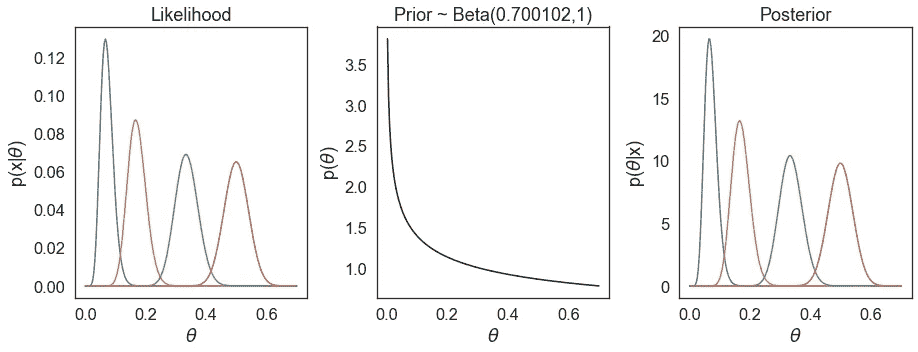 Likelihood
p(x|θ)
0.12
0.10
0.08
0.06
0.04
0.02
0.00
0.0 0.2 0.4 0.6
θ
Prior ~ Beta(0.700102,1)
p(θ)
3.5
3.0
2.5
2.0
1.5
1.0
0.0 0.2 0.4 0.6
θ
Posterior
p(θ|x)
20
15
10
5
0
0.0 0.2 0.4 0.6
θ